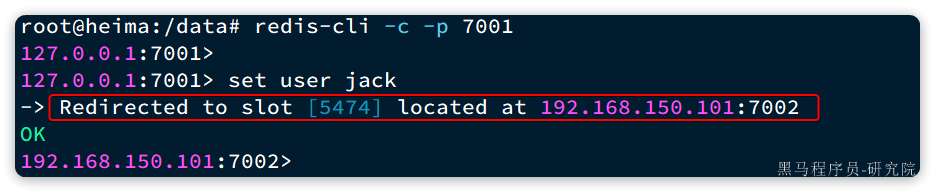 root@heima:/data# redis-cli -c -p 7001
127.0.0.1:7001>
127.0.0.1:7001> set user jack
-> Redirected to slot [5474] located at 192.168.150.101:7002
OK
192.168.150.101:7002>
黑马程序员-研究院